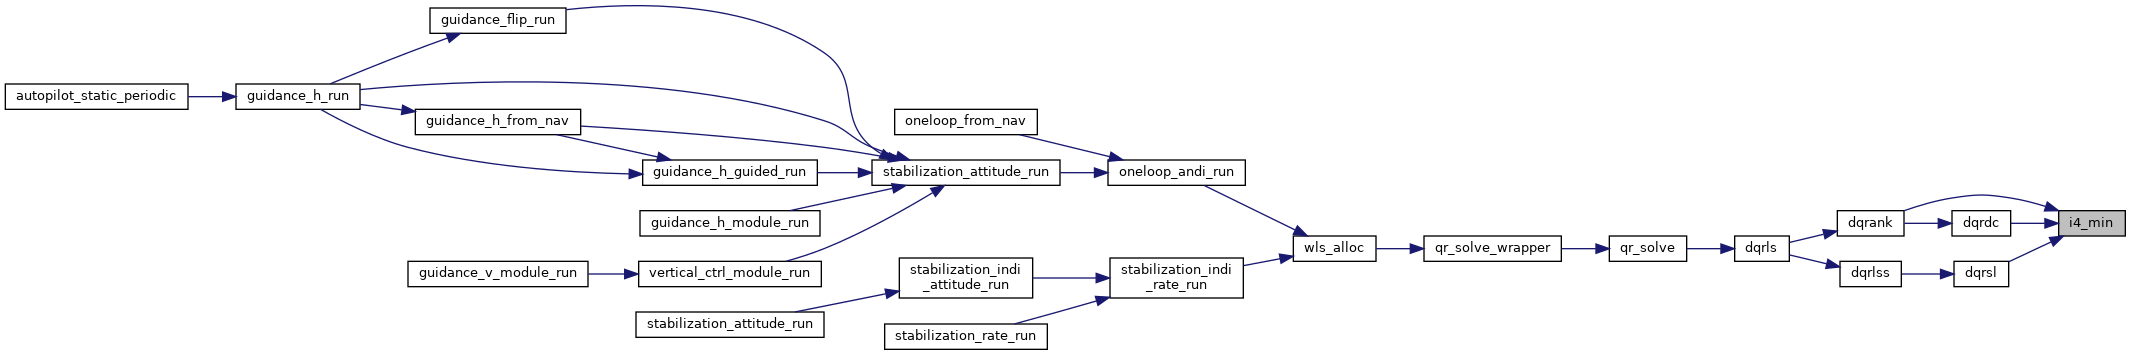 guidance_flip_run
autopilot_static_periodic
guidance_h_run
guidance_h_from_nav
oneloop_from_nav
guidance_h_guided_run
stabilization_attitude_run
oneloop_andi_run
guidance_h_module_run
dqrank
dqrdc
i4_min
wls_alloc
qr_solve_wrapper
qr_solve
dqrls
guidance_v_module_run
vertical_ctrl_module_run
stabilization_indi
_attitude_run
stabilization_indi
_rate_run
dqrlss
dqrsl
stabilization_attitude_run
stabilization_rate_run